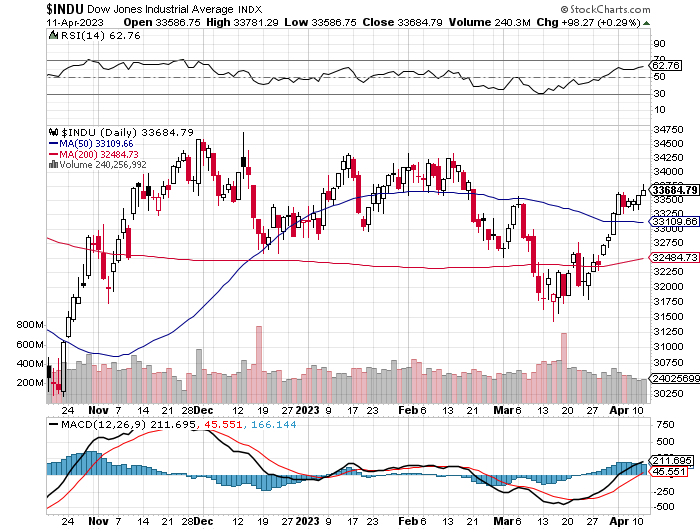 $INDU Dow Jones Industrial Average INDX © StockCharts.com
11-Apr-2023 Open 33586.75 High 33781.29 Low 33586.75 Close 33684.79 Volume 240.3M Chg +98.27 (+0.29%)
RSI(14) 62.76
90
70
62.76
50
30
10
$INDU (Daily) 33684.79
MA(50) 33109.66
MA(200) 32484.73
Volume 240,256,992
34750
34500
34250
34000
33684.79
33500
33250
33109.66
33000
32750
32484.73
32250
32000
31750
31500
31250
31000
30750
30500
30250
24025699
800M
600M
400M
200M
24 Nov 7 14 21 28 Dec 12 19 27 2023 9 17 23 Feb 6 13 21 Mar 6 13 20 27 Apr 10
MACD(12,26,9) 211.695, 45.551, 166.144
750
500
211.695
45.551
-250
-500
24 Nov 7 14 21 28 Dec 12 19 27 2023 9 17 23 Feb 6 13 21 Mar 6 13 20 27 Apr 10